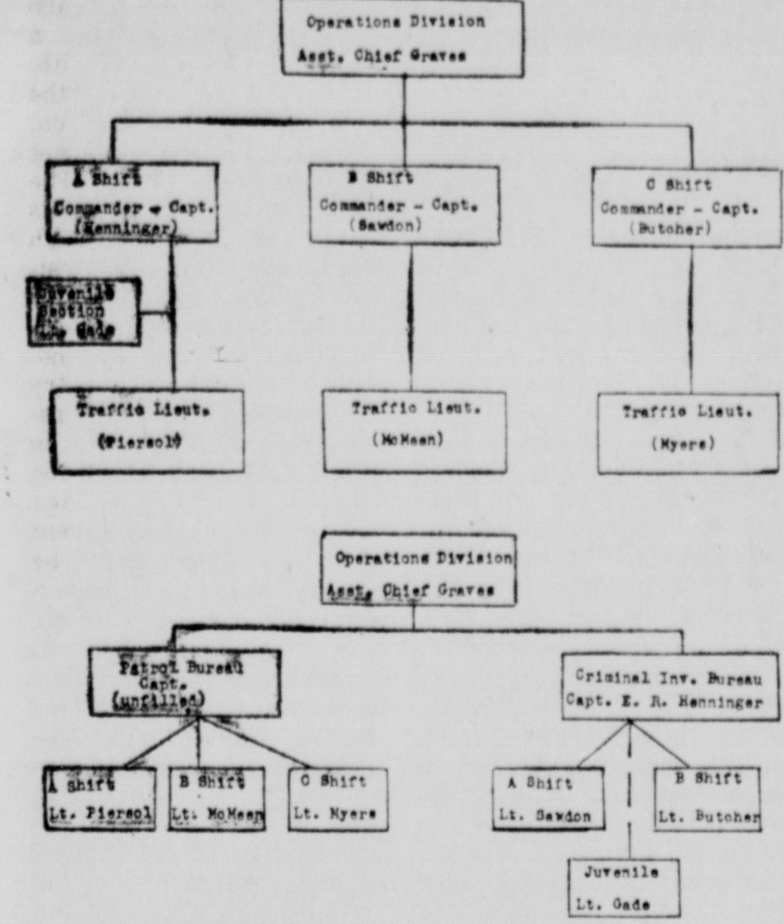 Operations Division
Asst. Chief Graves
A Shift
Commander - Capt.
(Henninger)
B Shift
Commander - Capt.
(Sawdon)
C Shift
Commander - Capt.
(Butcher)
Juvenile
Section
Lt. Gade
Traffic Lieut.
(Piersol)
Traffic Lieut.
(McMeen)
Traffic Lieut.
(Myers)
Operations Division
Asst. Chief Graves
Patrol Bureau
Capt.
(unfilled)
Criminal Inv. Bureau
Capt. E. R. Henninger
A Shift
Lt. Piersol
B Shift
Lt. McMeen
C Shift
Lt. Myers
A Shift
Lt. Sawdon
B Shift
Lt. Butcher
Juvenile
Lt. Gade